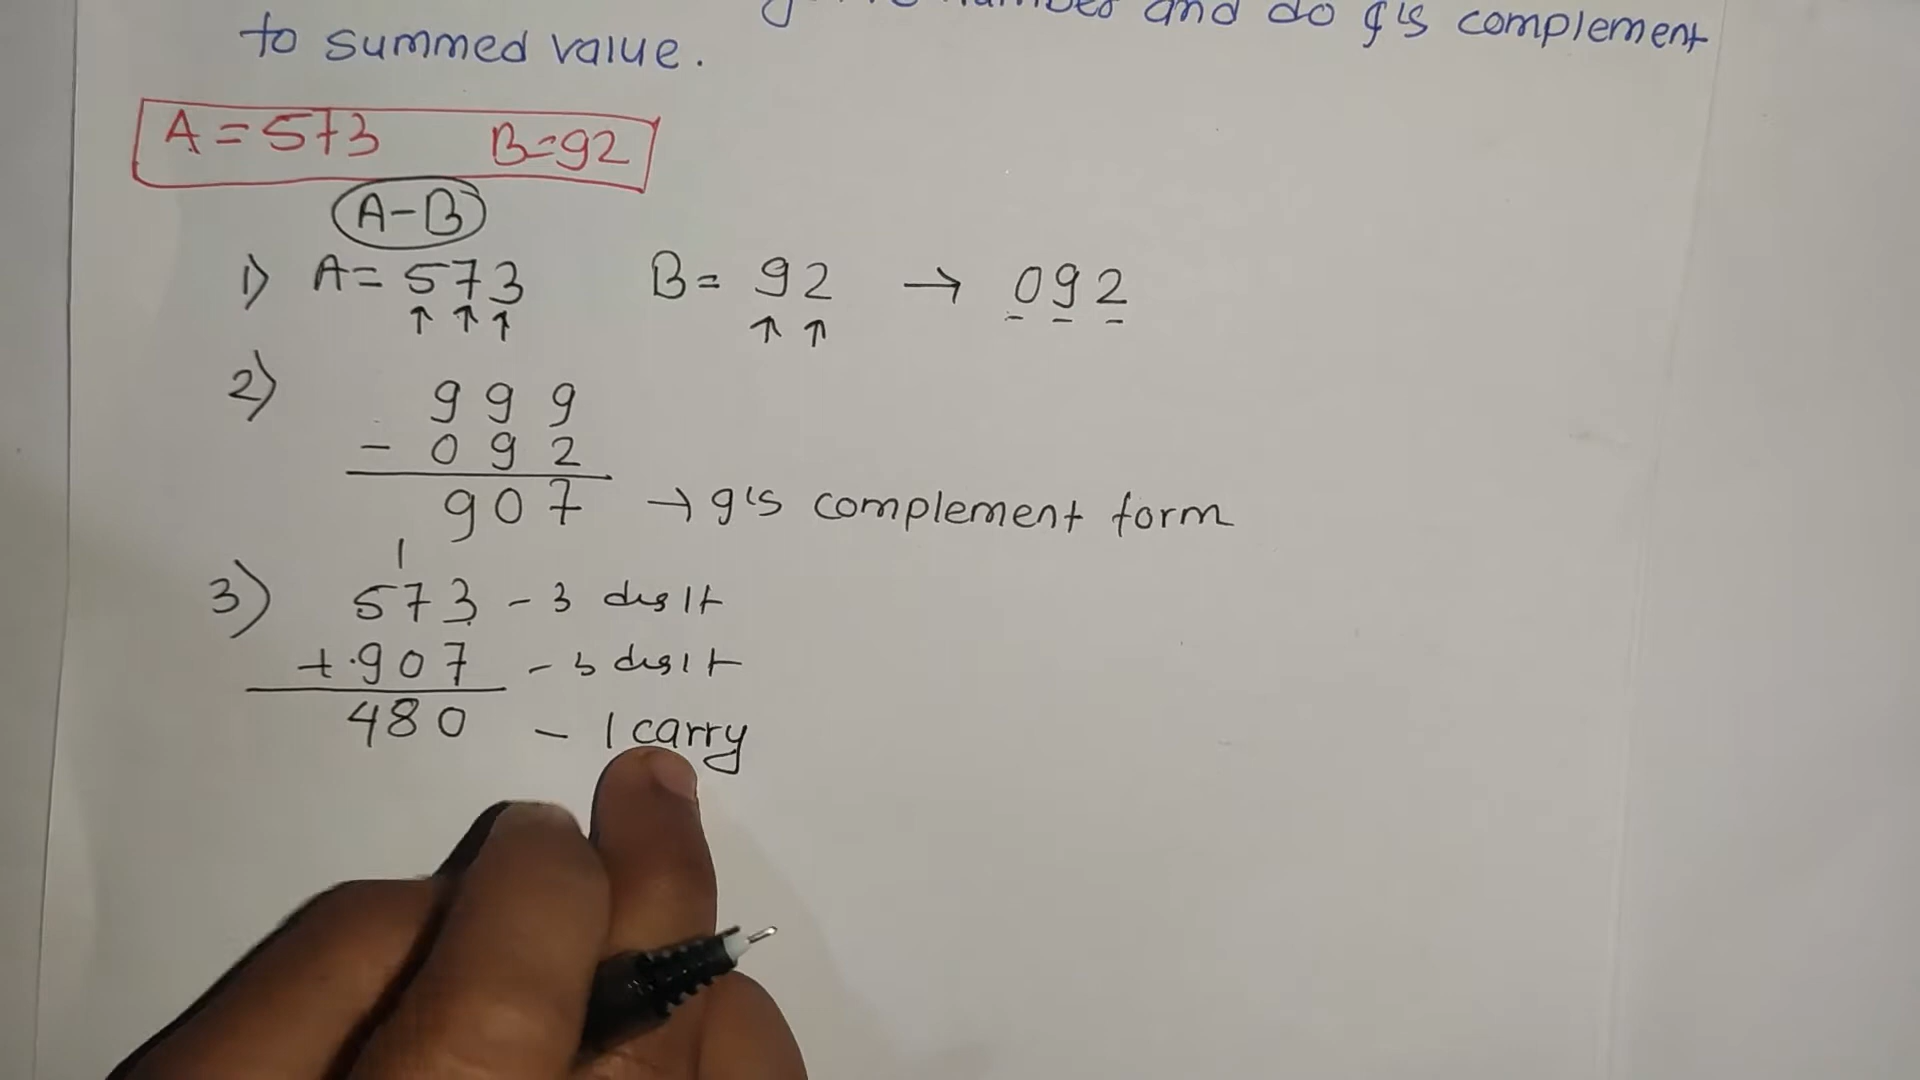 and do 9's complement
to summed value.
A = 573 B=92
A-B
1) A = 573 B = 92 → 092
2) 999
- 092
907 → 9's complement form
1
3) 573 - 3 digit
+ 907 - 3 digit
480 - 1 carry